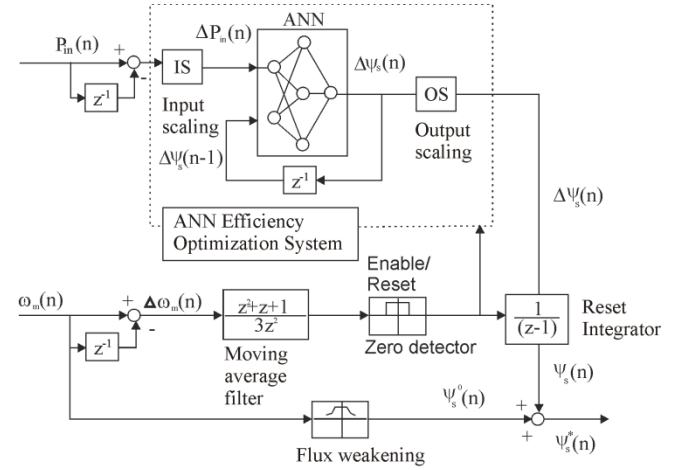 ANN
P_in(n)
+
-
z⁻¹
IS
Input
scaling
ΔP_in(n)
Δψ_s(n)
OS
Output
scaling
Δψ_s(n-1)
z⁻¹
ANN Efficiency
Optimization System
Δψ_s(n)
ω_m(n)
+
-
z⁻¹
Δω_m(n)
z²+z+1
3z²
Moving
average
filter
Enable/
Reset
Zero detector
1
(z-1)
Reset
Integrator
ψ_s(n)
Flux weakening
ψ_s⁰(n)
+
+
ψ_s*(n)